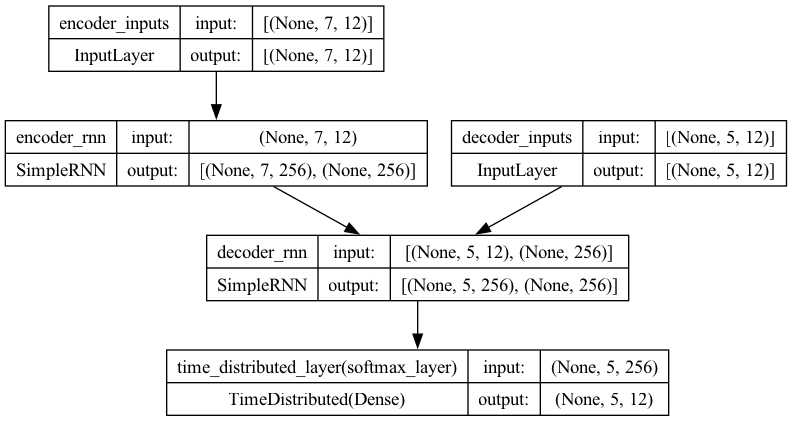 encoder_inputs input: [(None, 7, 12)]
InputLayer output: [(None, 7, 12)]
encoder_rnn input: (None, 7, 12)
SimpleRNN output: [(None, 7, 256), (None, 256)]
decoder_inputs input: [(None, 5, 12)]
InputLayer output: [(None, 5, 12)]
decoder_rnn input: [(None, 5, 12), (None, 256)]
SimpleRNN output: [(None, 5, 256), (None, 256)]
time_distributed_layer(softmax_layer) input: (None, 5, 256)
TimeDistributed(Dense) output: (None, 5, 12)